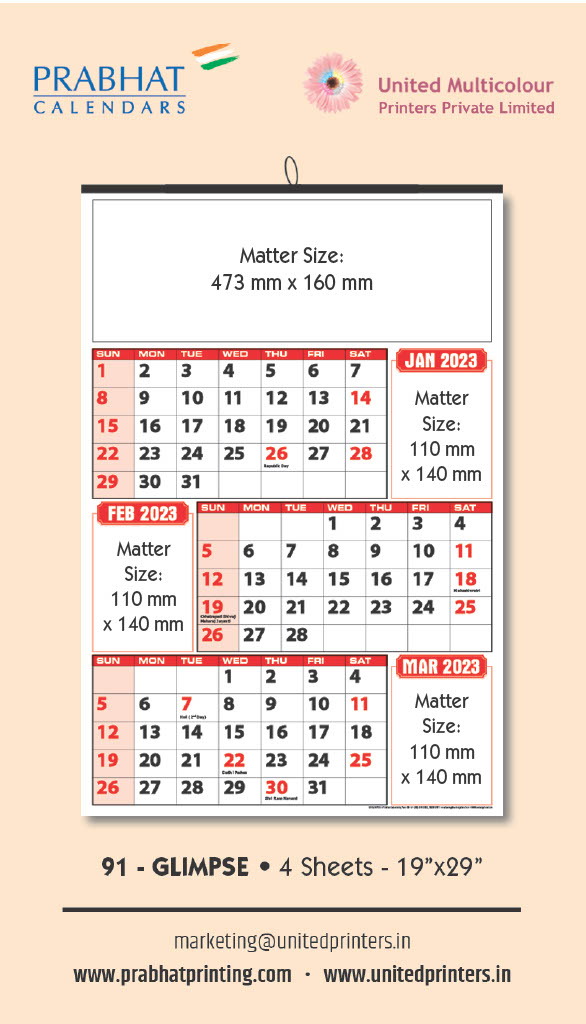 PRABHAT
CALENDARS
United Multicolour
Printers Private Limited
Matter Size:
473 mm x 160 mm
SUN MON TUE WED THU FRI SAT
1 2 3 4 5 6 7
8 9 10 11 12 13 14
15 16 17 18 19 20 21
22 23 24 25 26 27 28
Republic Day
29 30 31
JAN 2023
Matter
Size:
110 mm
x 140 mm
FEB 2023
Matter
Size:
110 mm
x 140 mm
SUN MON TUE WED THU FRI SAT
1 2 3 4
5 6 7 8 9 10 11
12 13 14 15 16 17 18
Mahashivratri
19 20 21 22 23 24 25
Chhatrapati Shivaji
Maharaj Jayanti
26 27 28
SUN MON TUE WED THU FRI SAT
1 2 3 4
5 6 7 8 9 10 11
Holi (2nd Day)
12 13 14 15 16 17 18
19 20 21 22 23 24 25
Gudhi Padwa
26 27 28 29 30 31
Shri Ram Navami
MAR 2023
Matter
Size:
110 mm
x 140 mm
91 - GLIMPSE • 4 Sheets - 19”x29”
marketing@unitedprinters.in
www.prabhatprinting.com · www.unitedprinters.in